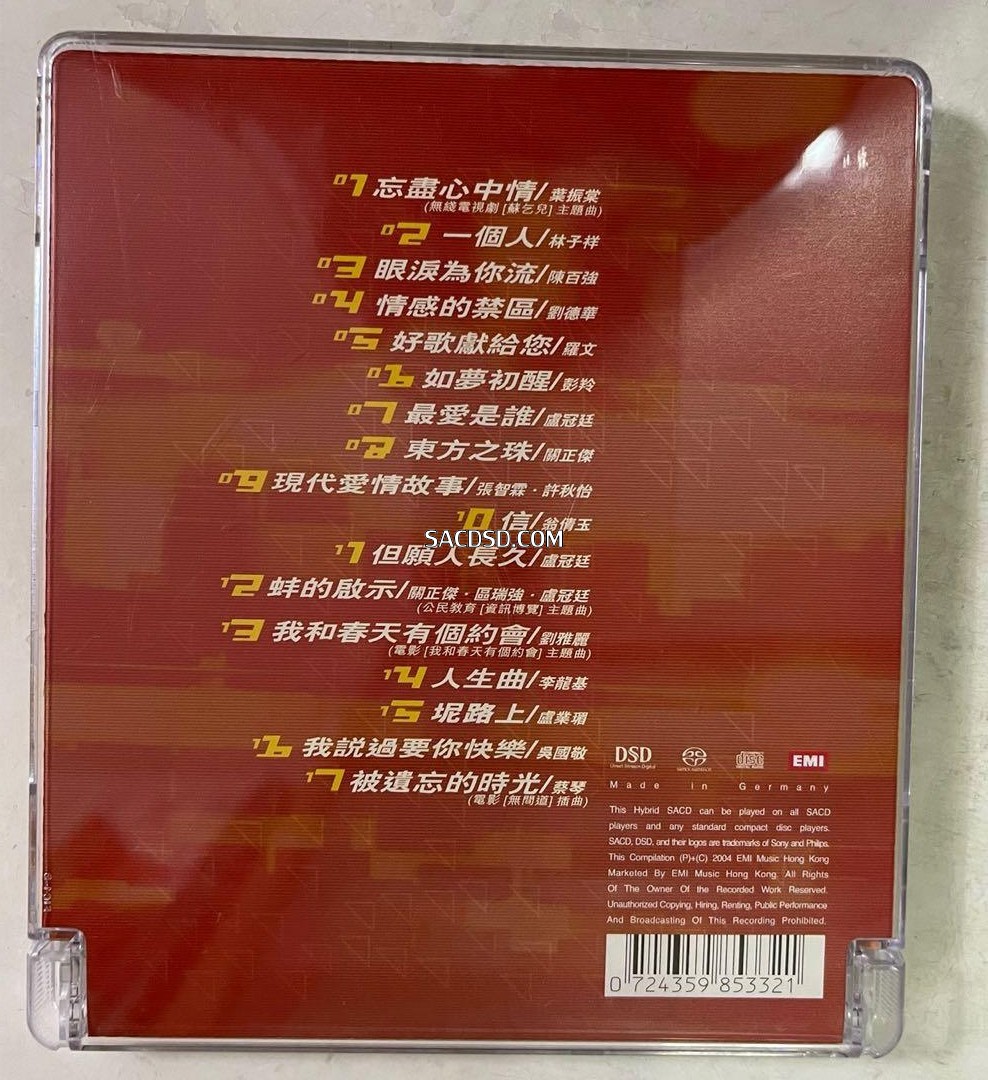 01 忘盡心中情/葉振棠
(無綫電視劇 [蘇乞兒] 主題曲)
02 一個人/林子祥
03 眼淚為你流/陳百強
04 情感的禁區/劉德華
05 好歌獻給您/羅文
06 如夢初醒/彭羚
07 最愛是誰/盧冠廷
08 東方之珠/關正傑
09 現代愛情故事/張智霖·許秋怡
10 信/翁倩玉
SACDSD.COM
11 但願人長久/盧冠廷
12 蚌的啟示/關正傑·區瑞強·盧冠廷
(公民教育 [資訊博覽] 主題曲)
13 我和春天有個約會/劉雅麗
(電影 [我和春天有個約會] 主題曲)
14 人生曲/李龍基
15 坭路上/盧業瑂
16 我説過要你快樂/吳國敏
17 被遺忘的時光/蔡琴
(電影 [無間道] 插曲)
DSD
Direct Stream Digital
SUPER AUDIO CD
disc
EMI
Made in Germany
This Hybrid SACD can be played on all SACD
players and any standard compact disc players.
SACD, DSD, and their logos are trademarks of Sony and Philips.
This Compilation (P)+(C) 2004 EMI Music Hong Kong
Marketed By EMI Music Hong Kong. All Rights
Of The Owner Of the Recorded Work Reserved.
Unauthorized Copying, Hiring, Renting, Public Performance
And Broadcasting Of This Recording Prohibited.
0 724359 853321